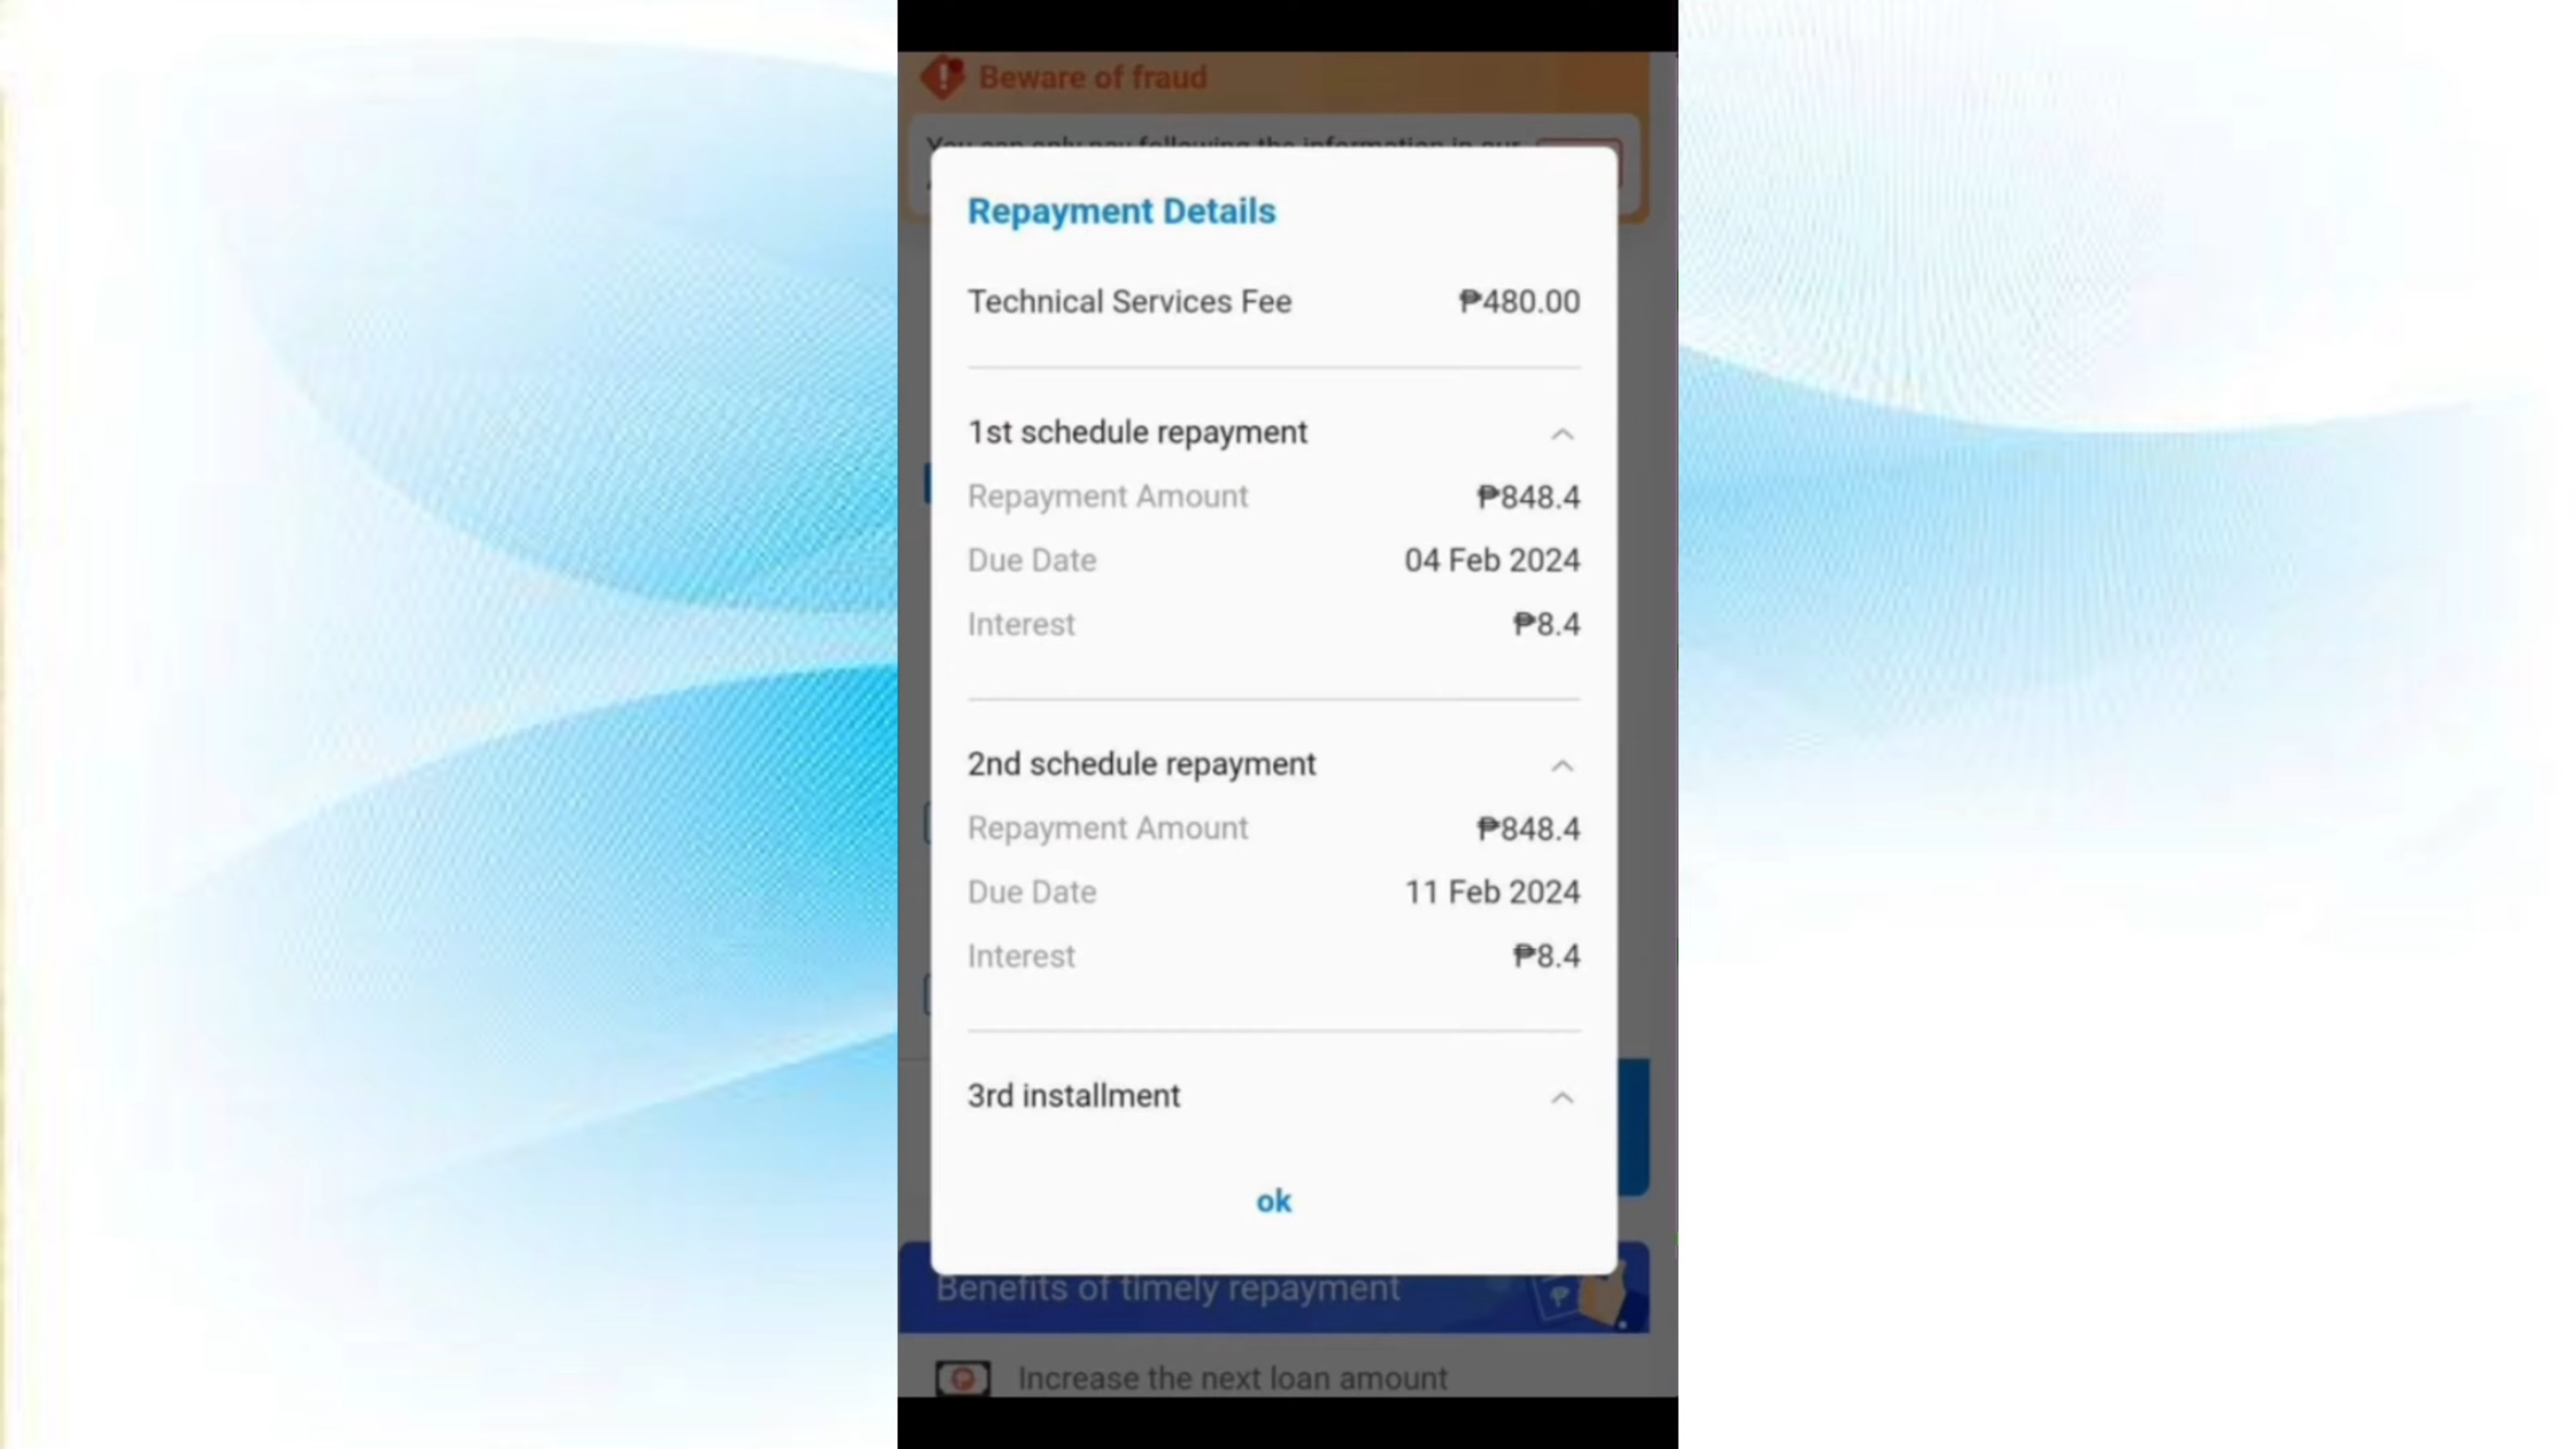 Beware of fraud
You can only pay following the information in our
Repayment Details
Technical Services Fee ₱480.00
1st schedule repayment
Repayment Amount ₱848.4
Due Date 04 Feb 2024
Interest ₱8.4
2nd schedule repayment
Repayment Amount ₱848.4
Due Date 11 Feb 2024
Interest ₱8.4
3rd installment
ok
Benefits of timely repayment
Increase the next loan amount